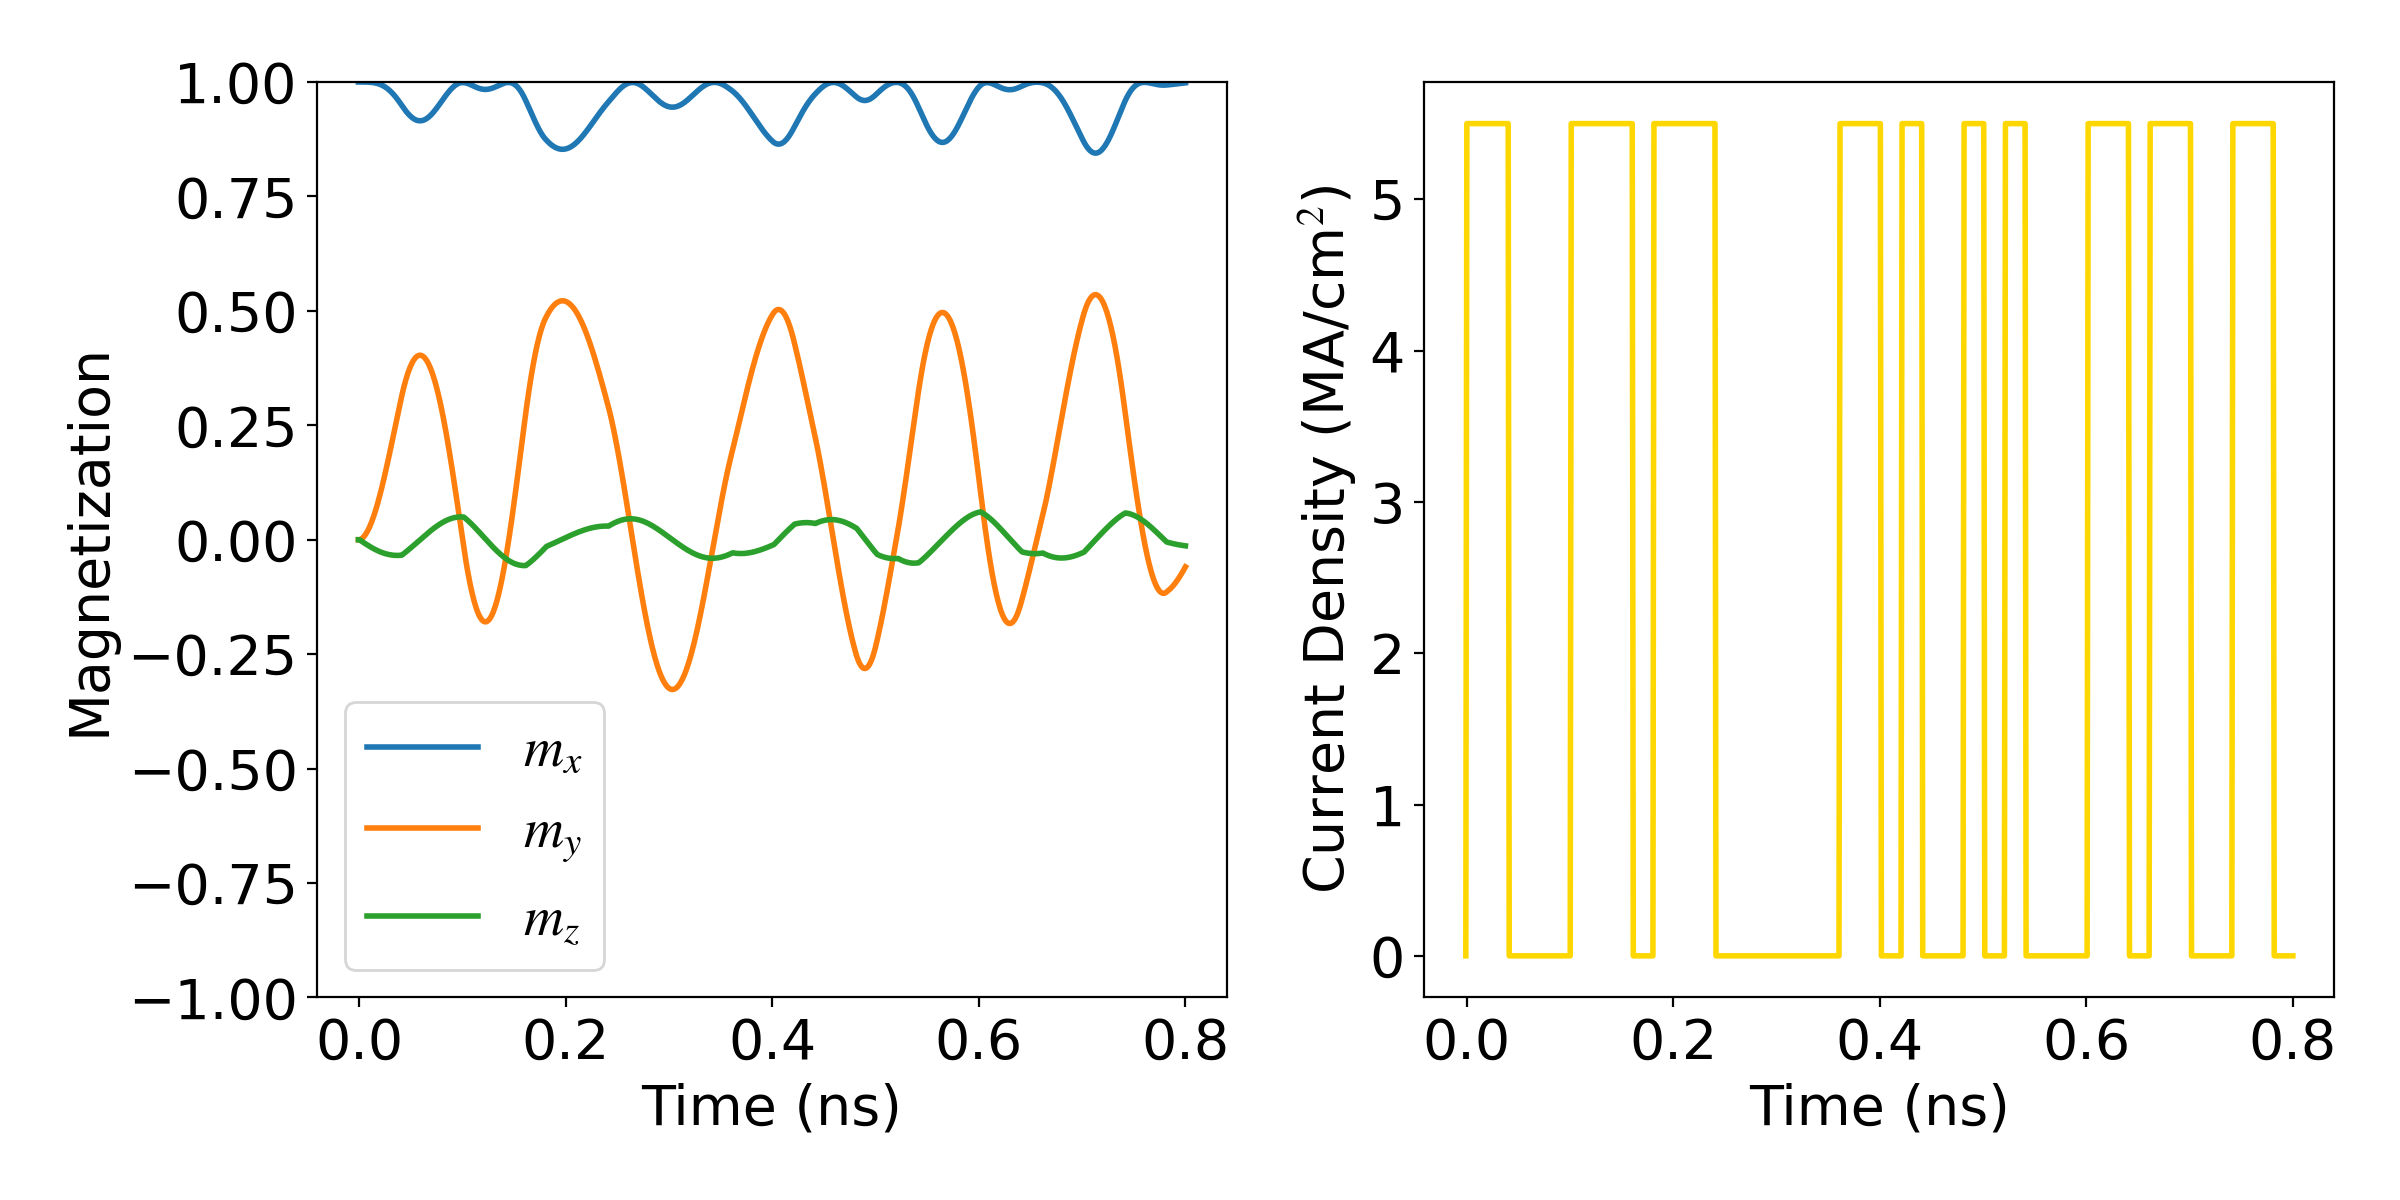 Magnetization
1.00
0.75
0.50
0.25
0.00
−0.25
−0.50
−0.75
−1.00
m_x
m_y
m_z
0.0 0.2 0.4 0.6 0.8
Time (ns)
Current Density (MA/cm²)
5
4
3
2
1
0
0.0 0.2 0.4 0.6 0.8
Time (ns)